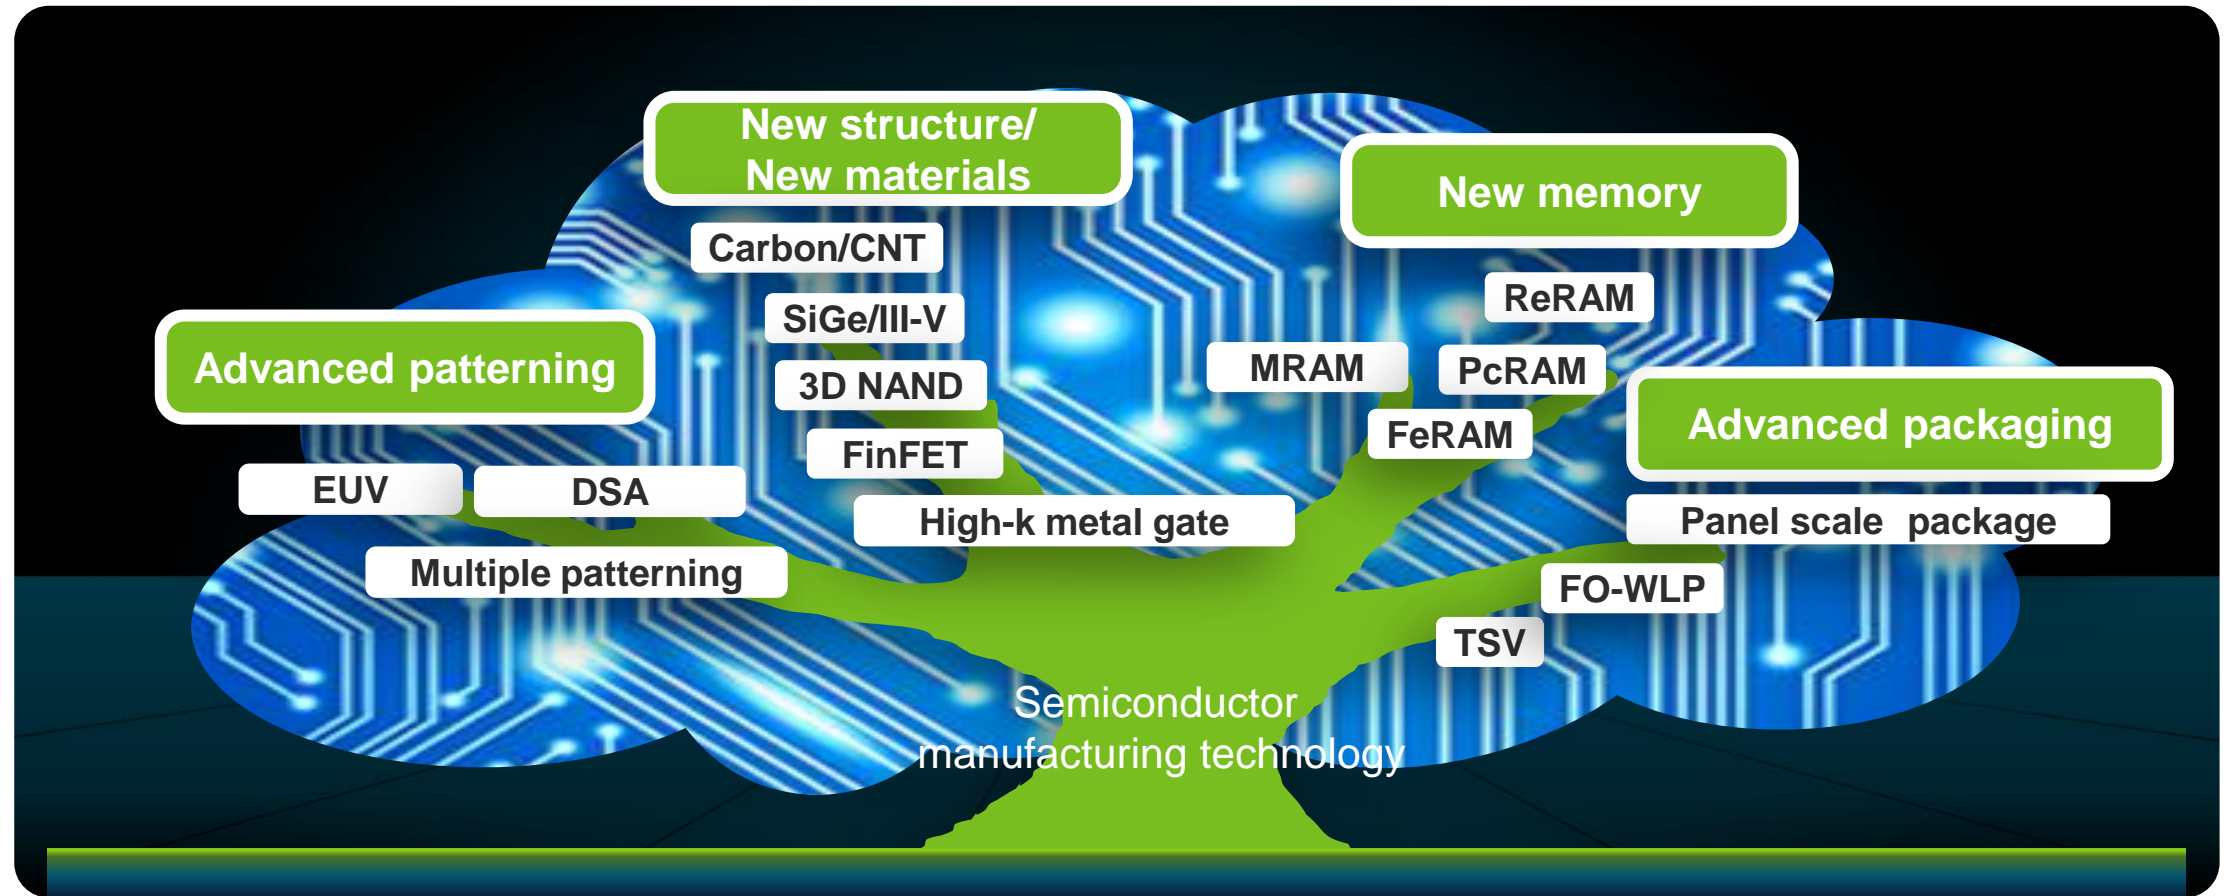 New structure/
New materials
Carbon/CNT
SiGe/III-V
3D NAND
FinFET
High-k metal gate
New memory
ReRAM
MRAM
PcRAM
FeRAM
Advanced patterning
EUV
DSA
Multiple patterning
Advanced packaging
Panel scale package
FO-WLP
TSV
Semiconductor
manufacturing technology